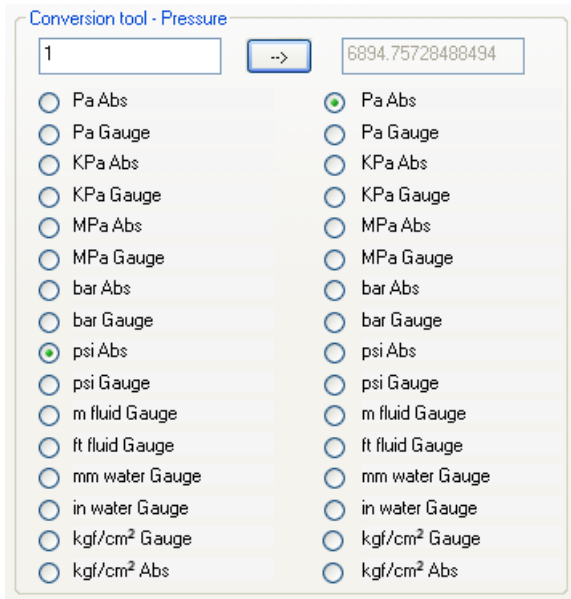 Conversion tool - Pressure
1 --> 6894.75728488494
Pa Abs Pa Abs
Pa Gauge Pa Gauge
KPa Abs KPa Abs
KPa Gauge KPa Gauge
MPa Abs MPa Abs
MPa Gauge MPa Gauge
bar Abs bar Abs
bar Gauge bar Gauge
psi Abs psi Abs
psi Gauge psi Gauge
m fluid Gauge m fluid Gauge
ft fluid Gauge ft fluid Gauge
mm water Gauge mm water Gauge
in water Gauge in water Gauge
kgf/cm² Gauge kgf/cm² Gauge
kgf/cm² Abs kgf/cm² Abs